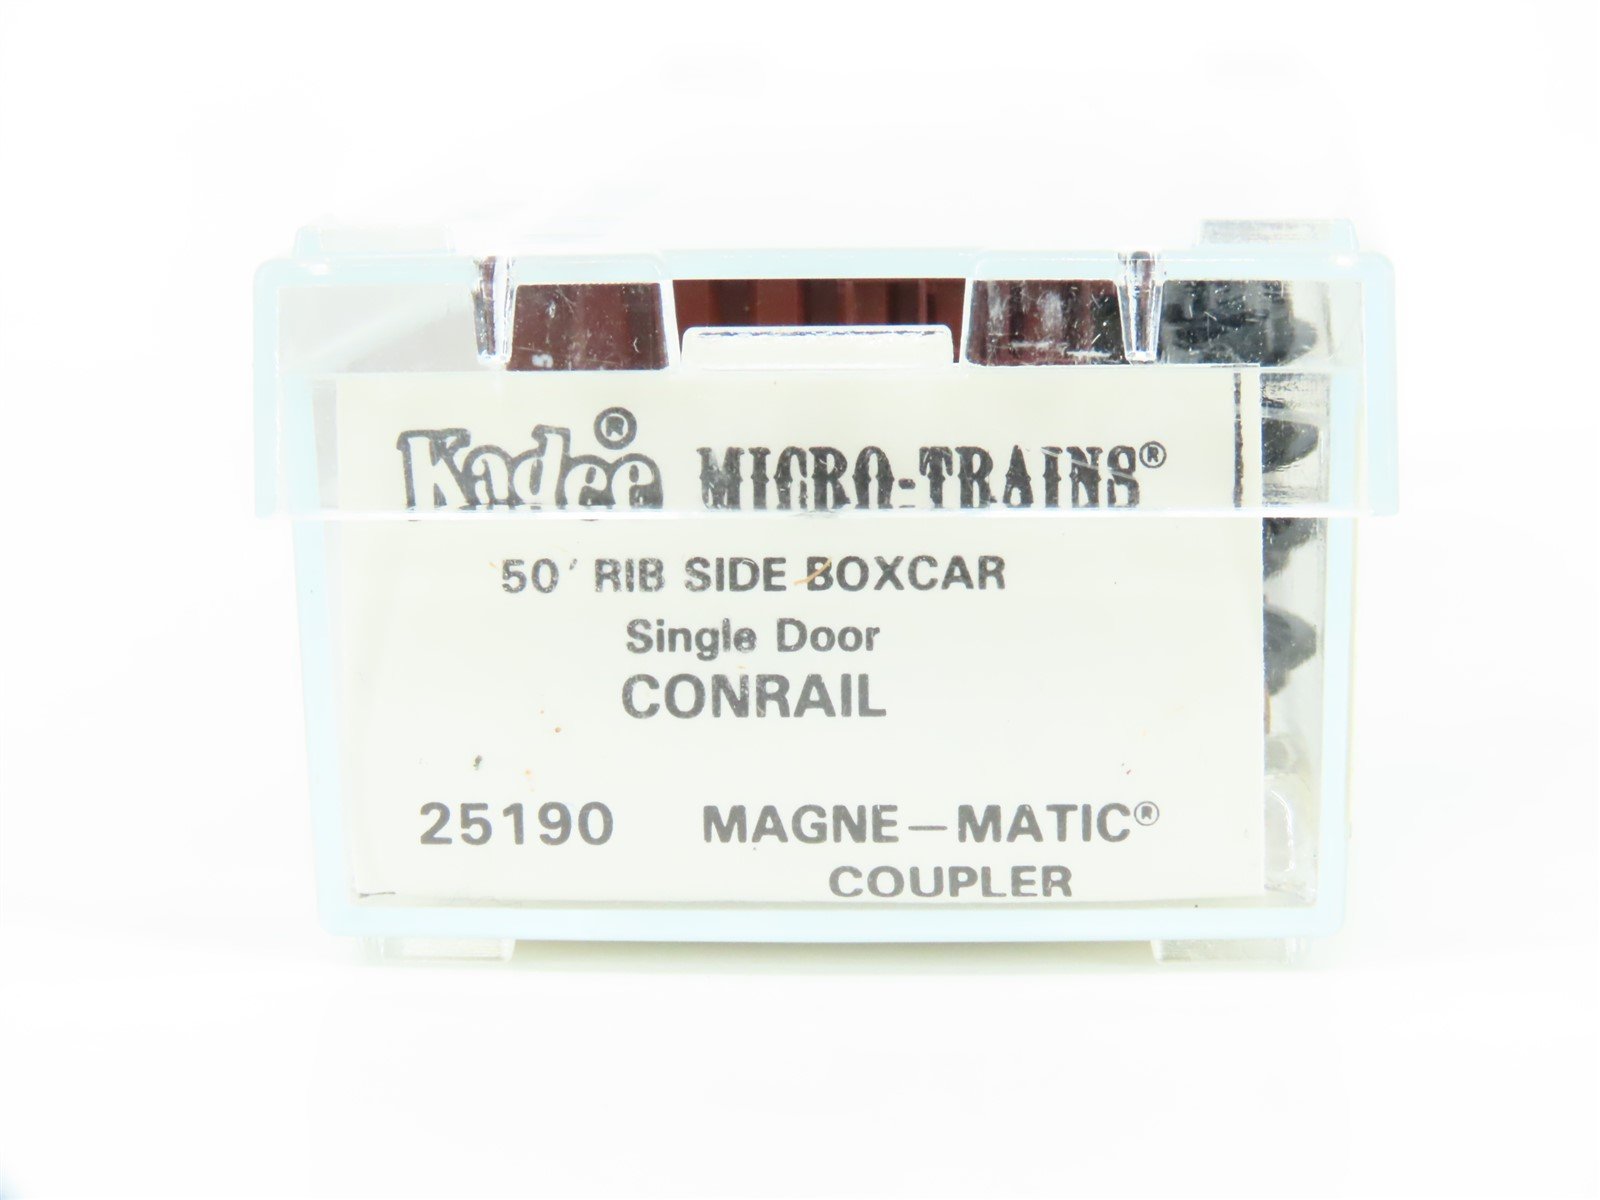 Kadee® MICRO-TRAINS®
50' RIB SIDE BOXCAR
Single Door
CONRAIL
25190 MAGNE-MATIC®
COUPLER